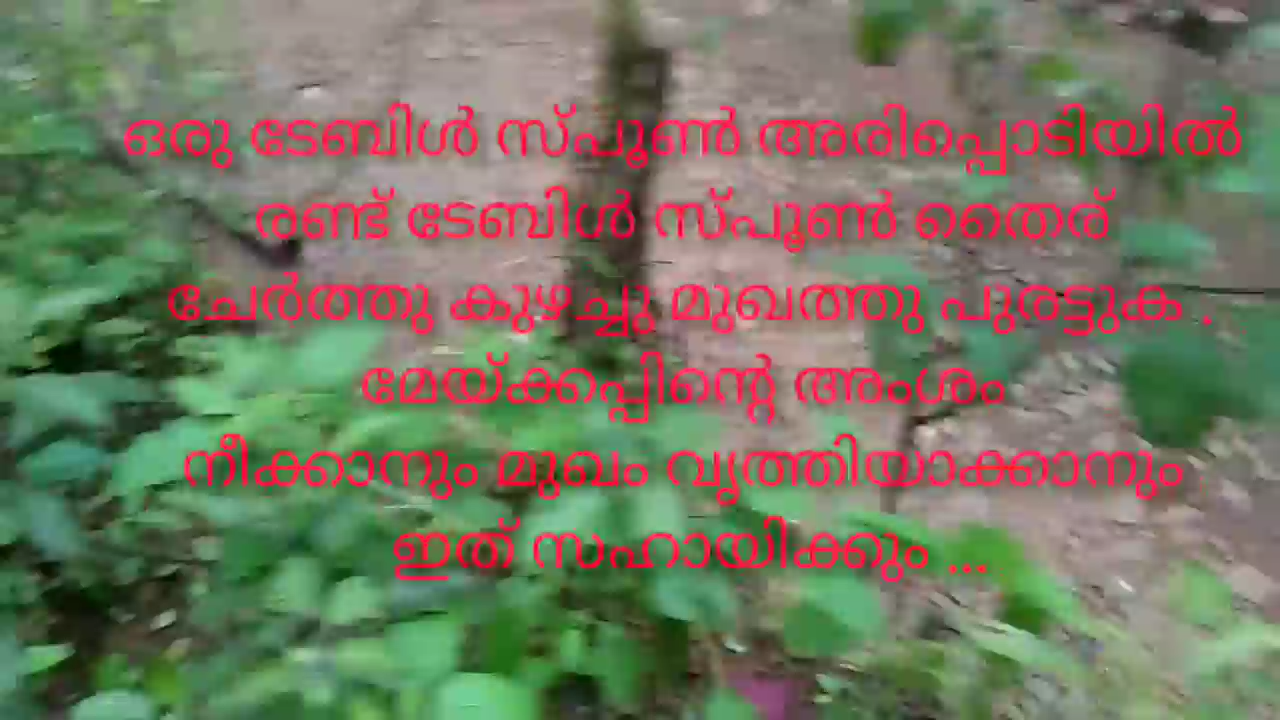 ഒരു ടേബിൾ സ്പൂൺ അരിപ്പൊടിയിൽ
രണ്ട് ടേബിൾ സ്പൂൺ തൈര്
ചേർത്തു കുഴച്ചു മുഖത്തു പുരട്ടുക .
മേയ്ക്കപ്പിന്റെ അംശം
നീക്കാനും മുഖം വൃത്തിയാക്കാനും
ഇത് സഹായിക്കും ...